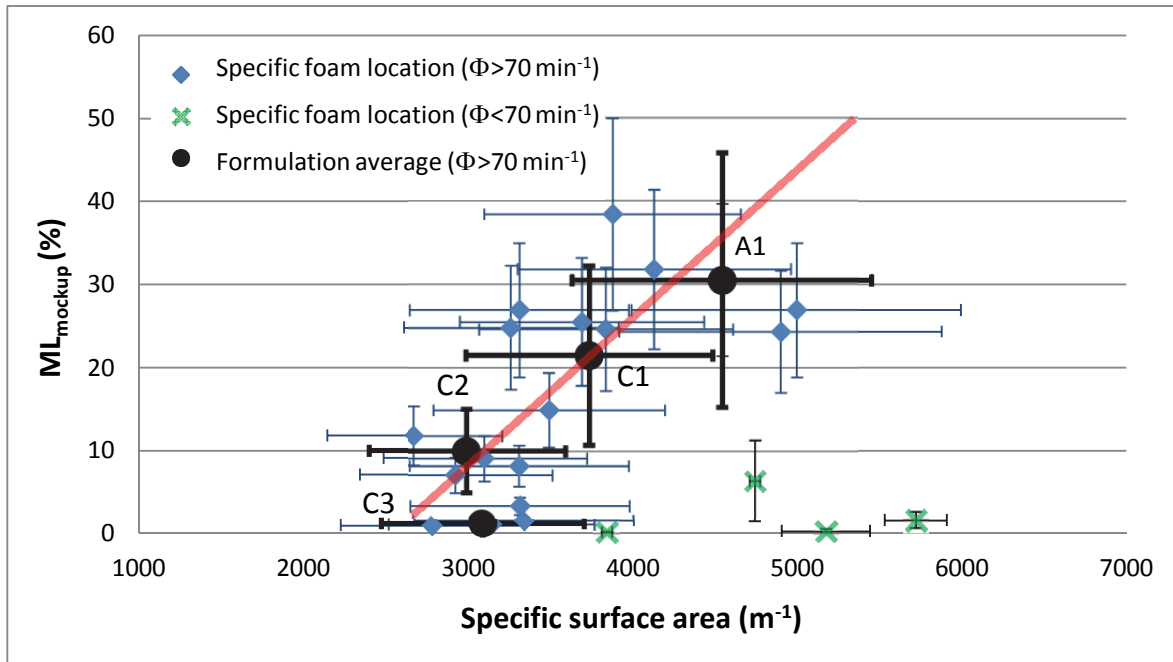 60
50
40
30
20
10
0
ML_mockup (%)
Specific foam location (Φ>70 min⁻¹)
Specific foam location (Φ<70 min⁻¹)
Formulation average (Φ>70 min⁻¹)
A1
C1
C2
C3
1000 2000 3000 4000 5000 6000 7000
Specific surface area (m⁻¹)